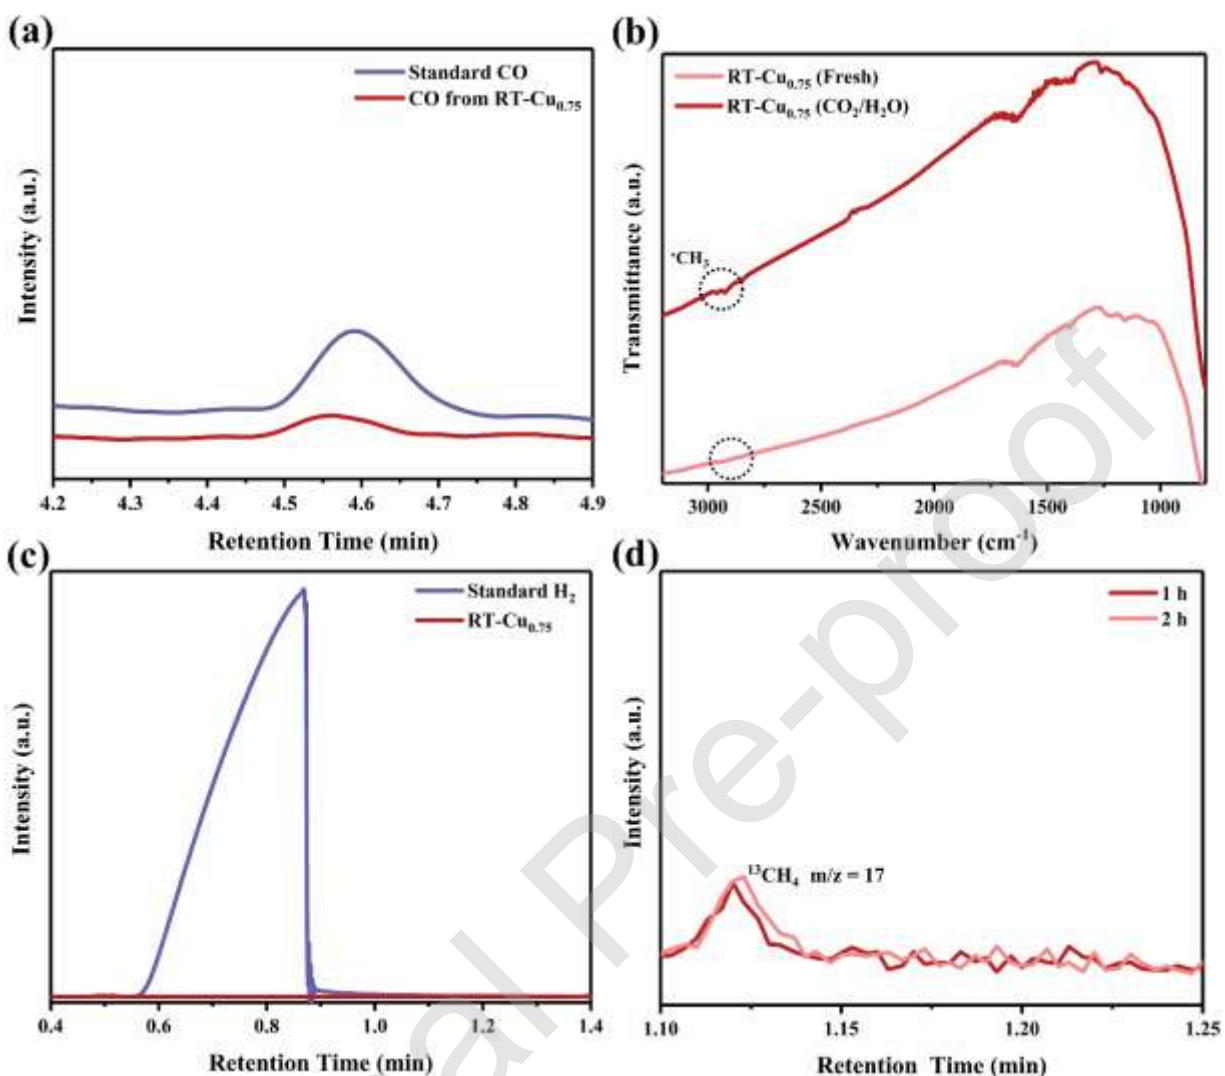 (a)
Standard CO
CO from RT-Cu0.75
Intensity (a.u.)
4.2 4.3 4.4 4.5 4.6 4.7 4.8 4.9
Retention Time (min)
(b)
RT-Cu0.75 (Fresh)
RT-Cu0.75 (CO2/H2O)
*CH3
Transmittance (a.u.)
3000 2500 2000 1500 1000
Wavenumber (cm-1)
(c)
Standard H2
RT-Cu0.75
Intensity (a.u.)
0.4 0.6 0.8 1.0 1.2 1.4
Retention Time (min)
(d)
1 h
2 h
13CH4 m/z = 17
Intensity (a.u.)
1.10 1.15 1.20 1.25
Retention Time (min)
al Pre-proof